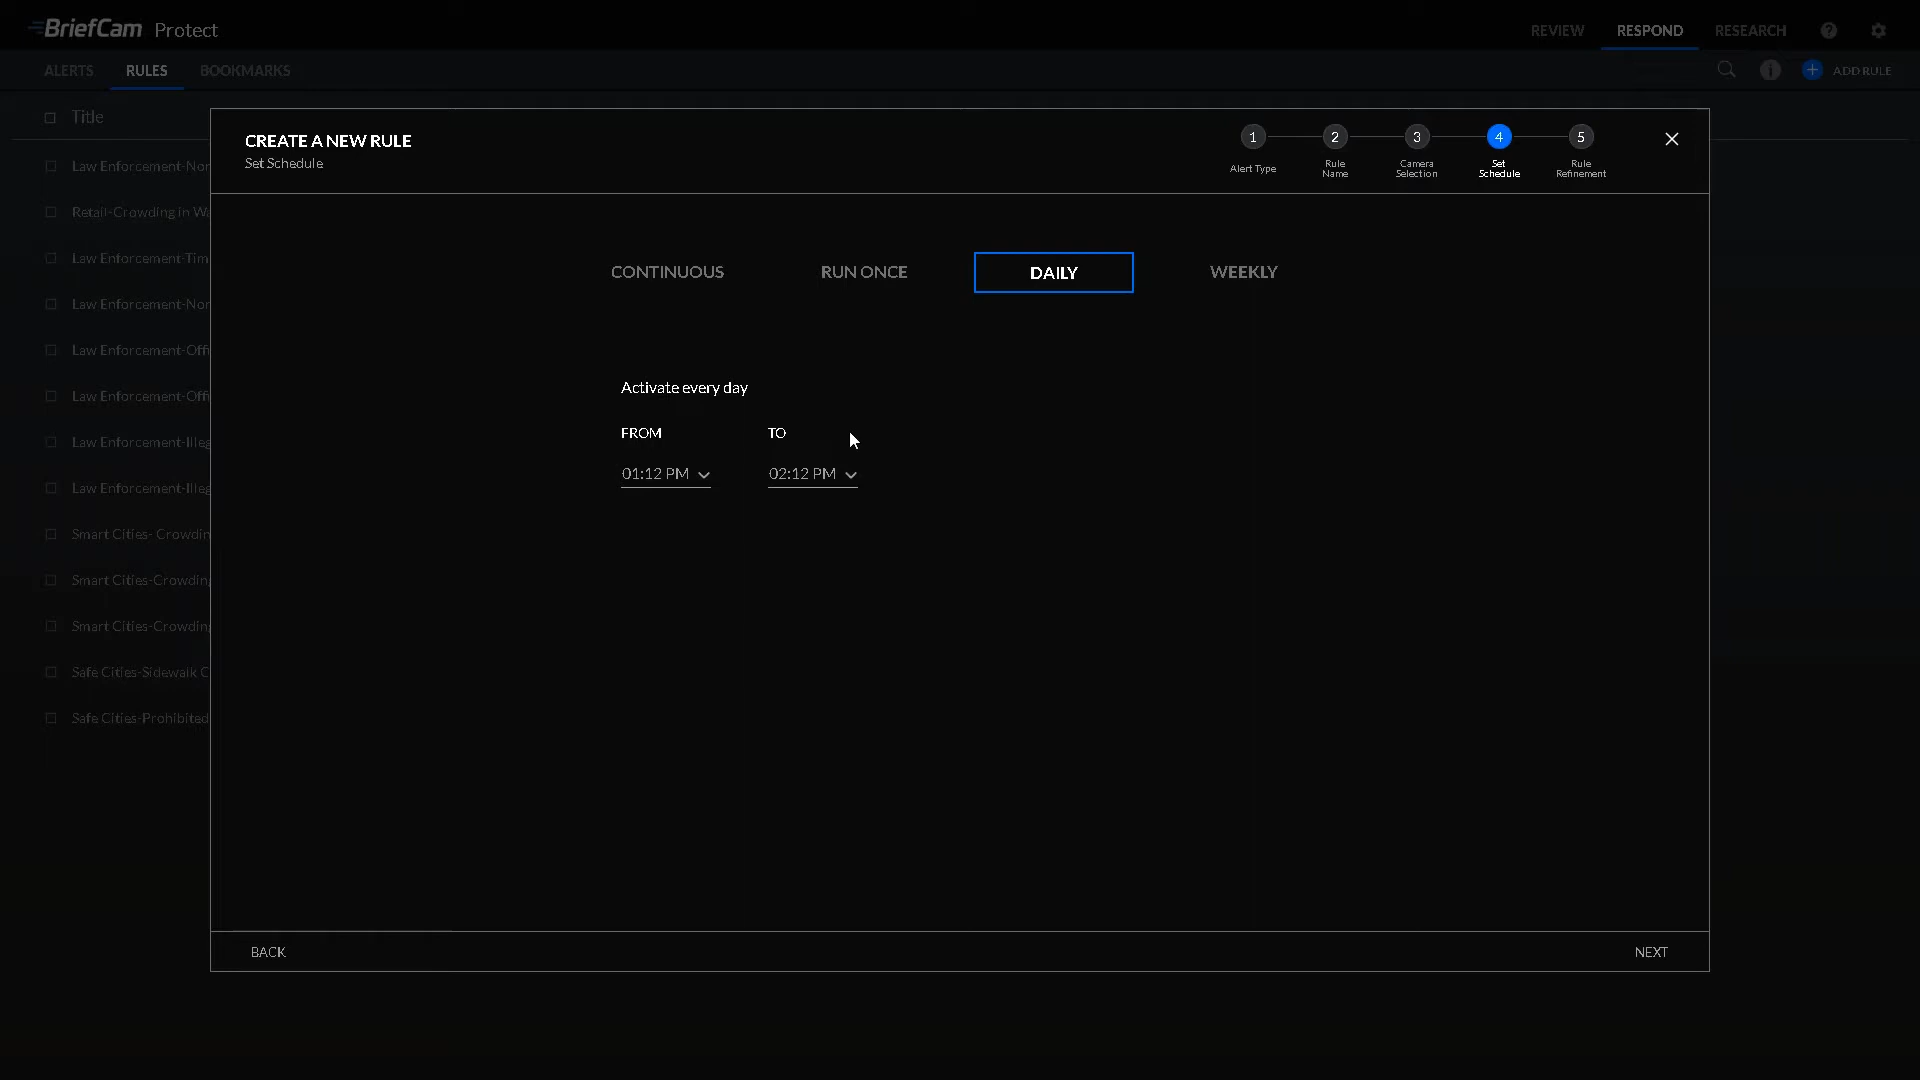 BriefCam Protect
REVIEW RESPOND RESEARCH ?
ALERTS RULES BOOKMARKS
i + ADD RULE
Title
CREATE A NEW RULE
Set Schedule
1 2 3 4 5
Alert Type
Rule Name
Camera Selection
Set Schedule
Rule Refinement
Law Enforcement-Nor
Retail-Crowding in Wa
Law Enforcement-Tim
Law Enforcement-Nor
Law Enforcement-Offi
Law Enforcement-Offi
Law Enforcement-Illeg
Law Enforcement-Illeg
Smart Cities- Crowdin
Smart Cities-Crowding
Smart Cities-Crowding
Safe Cities-Sidewalk C
Safe Cities-Prohibited
CONTINUOUS RUN ONCE DAILY WEEKLY
Activate every day
FROM TO
01:12 PM 02:12 PM
BACK NEXT